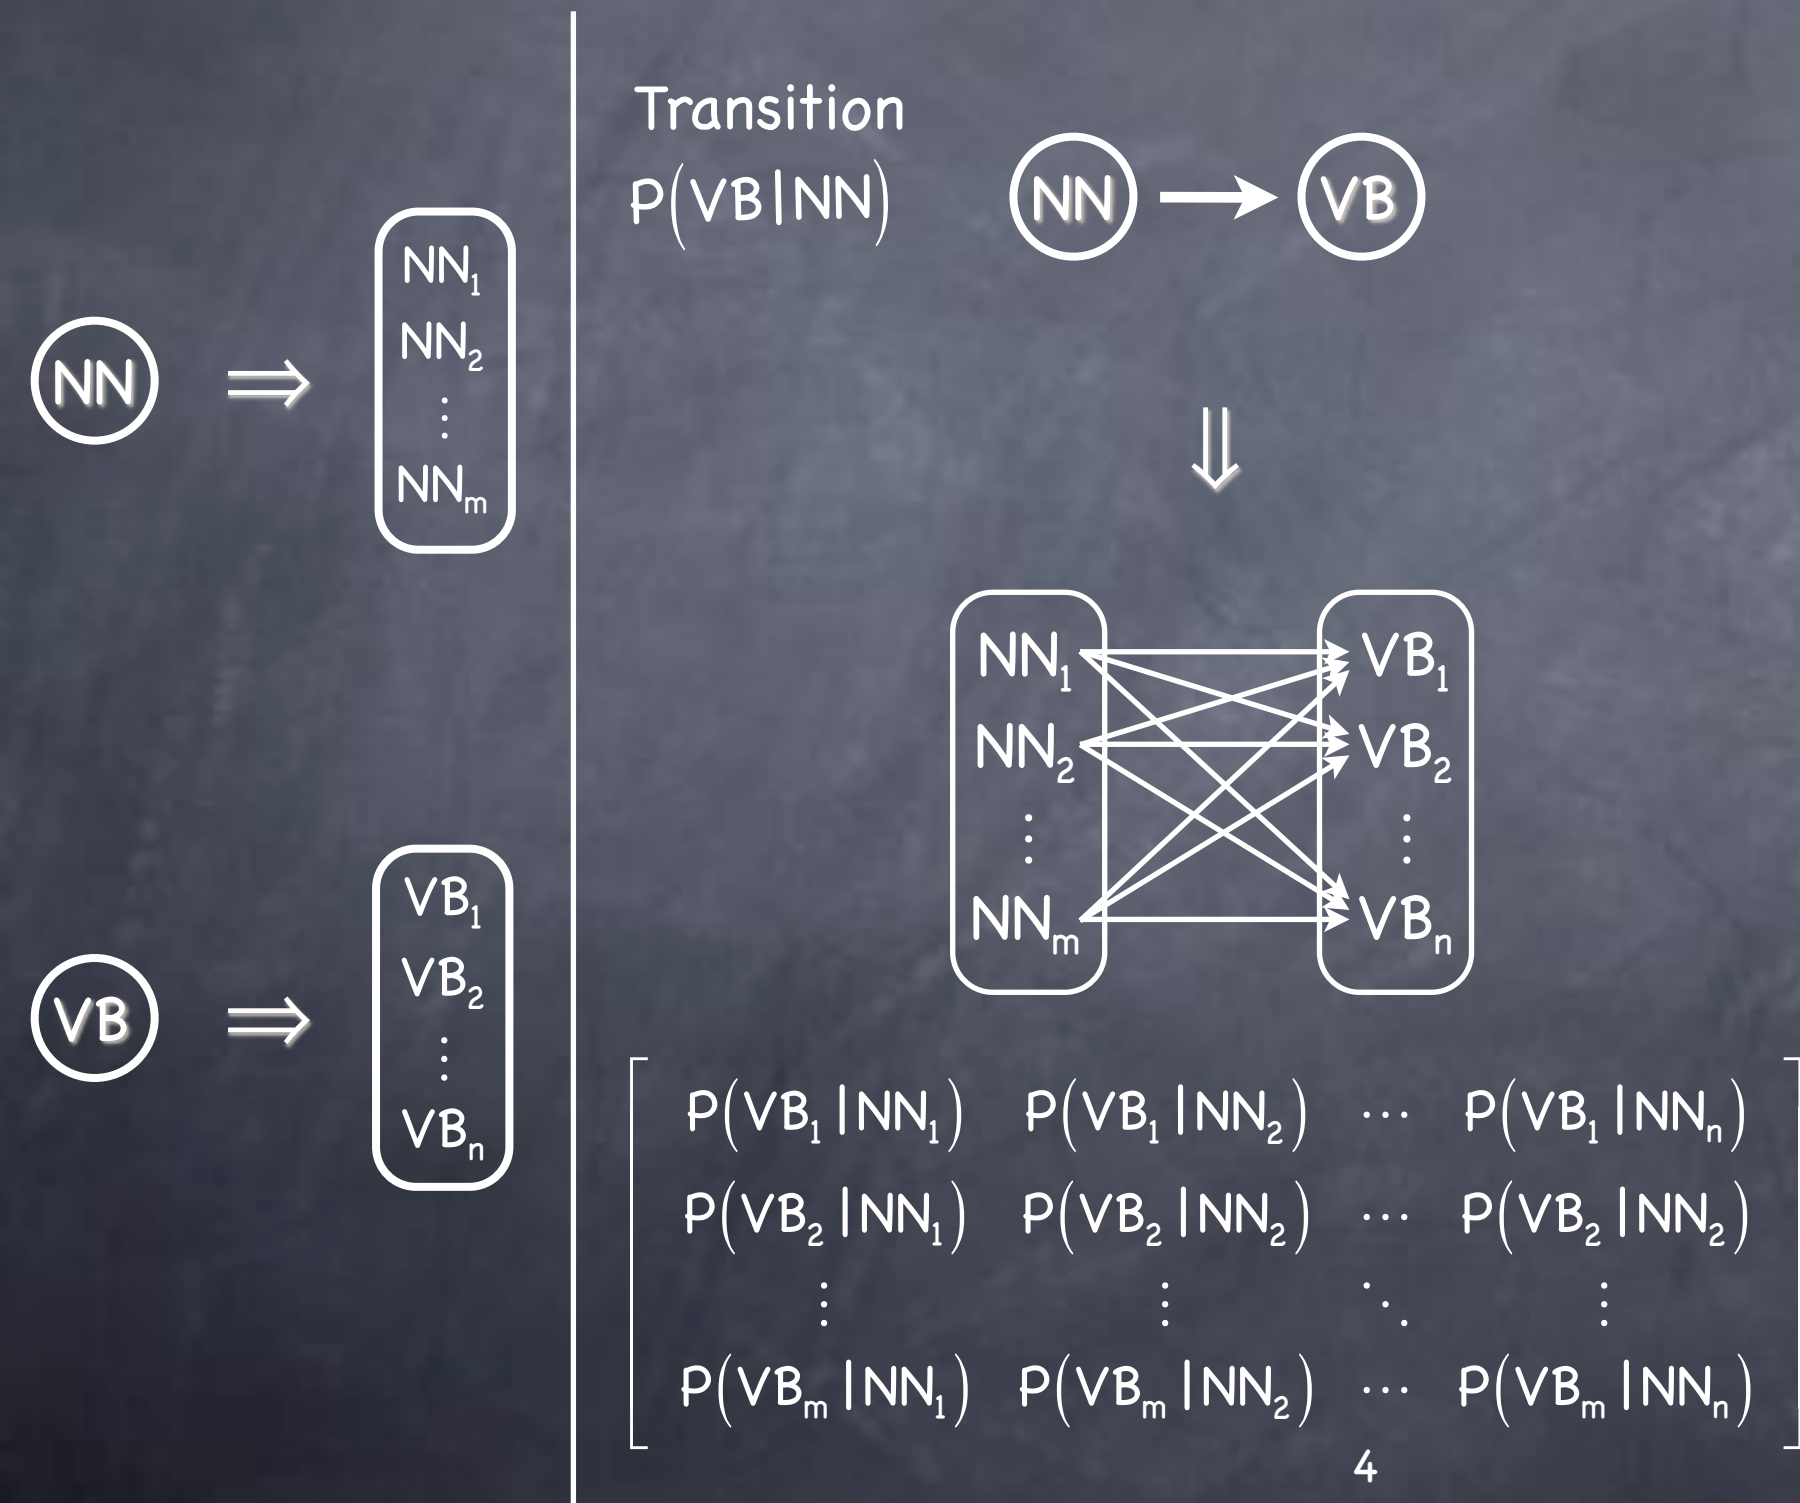 NN ⇒
NN₁
NN₂
⋮
NNₘ
VB ⇒
VB₁
VB₂
⋮
VBₙ
Transition
P(VB|NN)
NN → VB
⇓
NN₁ VB₁
NN₂ VB₂
⋮ ⋮
NNₘ VBₙ
P(VB₁|NN₁) P(VB₁|NN₂) ⋯ P(VB₁|NNₙ)
P(VB₂|NN₁) P(VB₂|NN₂) ⋯ P(VB₂|NN₂)
⋮ ⋮ ⋱ ⋮
P(VBₘ|NN₁) P(VBₘ|NN₂) ⋯ P(VBₘ|NNₙ)
4